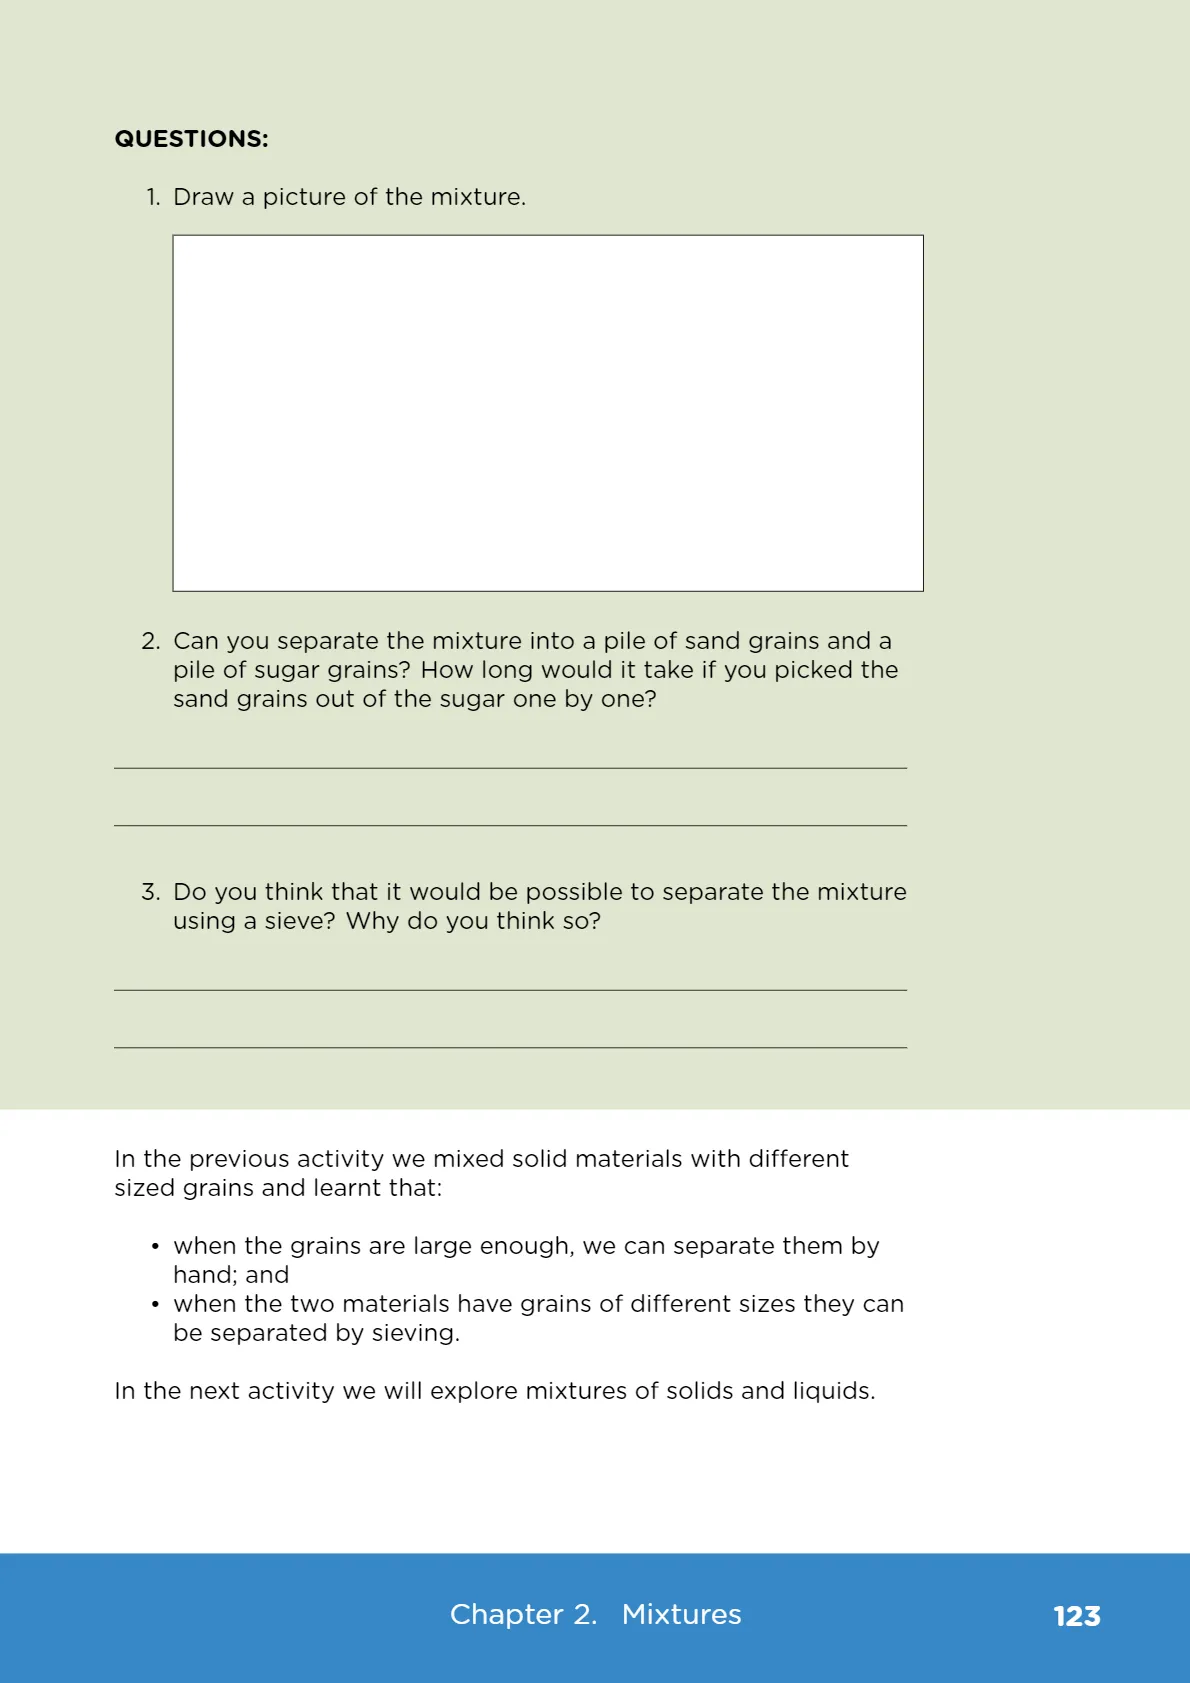 QUESTIONS:
1. Draw a picture of the mixture.
2. Can you separate the mixture into a pile of sand grains and a
pile of sugar grains? How long would it take if you picked the
sand grains out of the sugar one by one?
3. Do you think that it would be possible to separate the mixture
using a sieve? Why do you think so?
In the previous activity we mixed solid materials with different
sized grains and learnt that:
• when the grains are large enough, we can separate them by
hand; and
• when the two materials have grains of different sizes they can
be separated by sieving.
In the next activity we will explore mixtures of solids and liquids.
Chapter 2. Mixtures 123